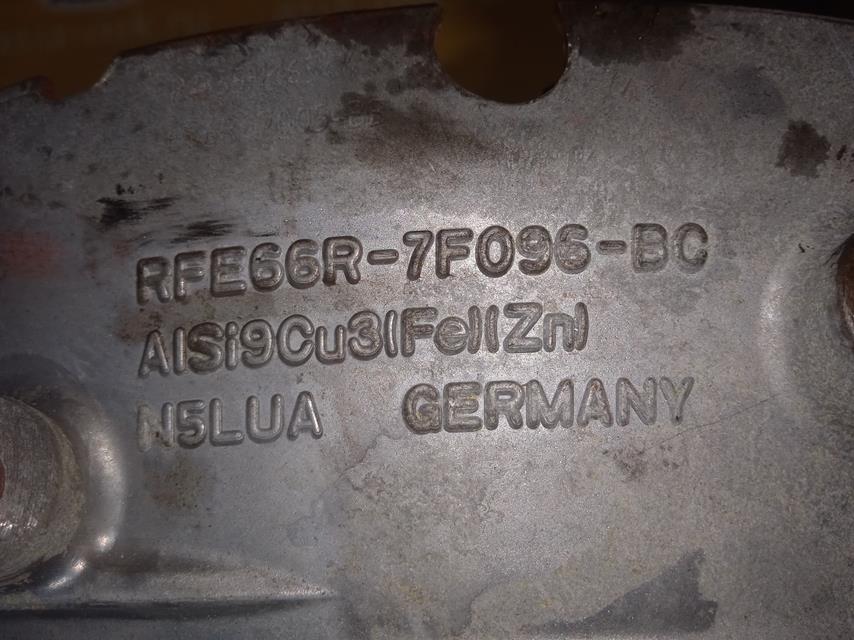 RFE66R-7F096-BC
AlSi9Cu3(Fe)(Zn)
N5LUA GERMANY